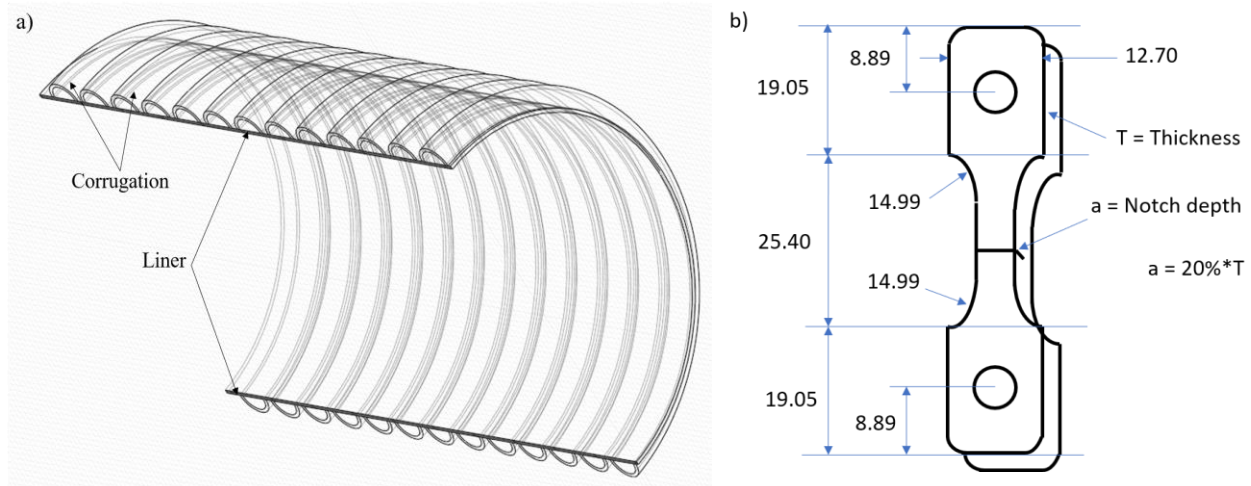 a)
Corrugation
Liner
b)
8.89
12.70
19.05
T = Thickness
14.99
a = Notch depth
25.40
a = 20%*T
14.99
19.05
8.89